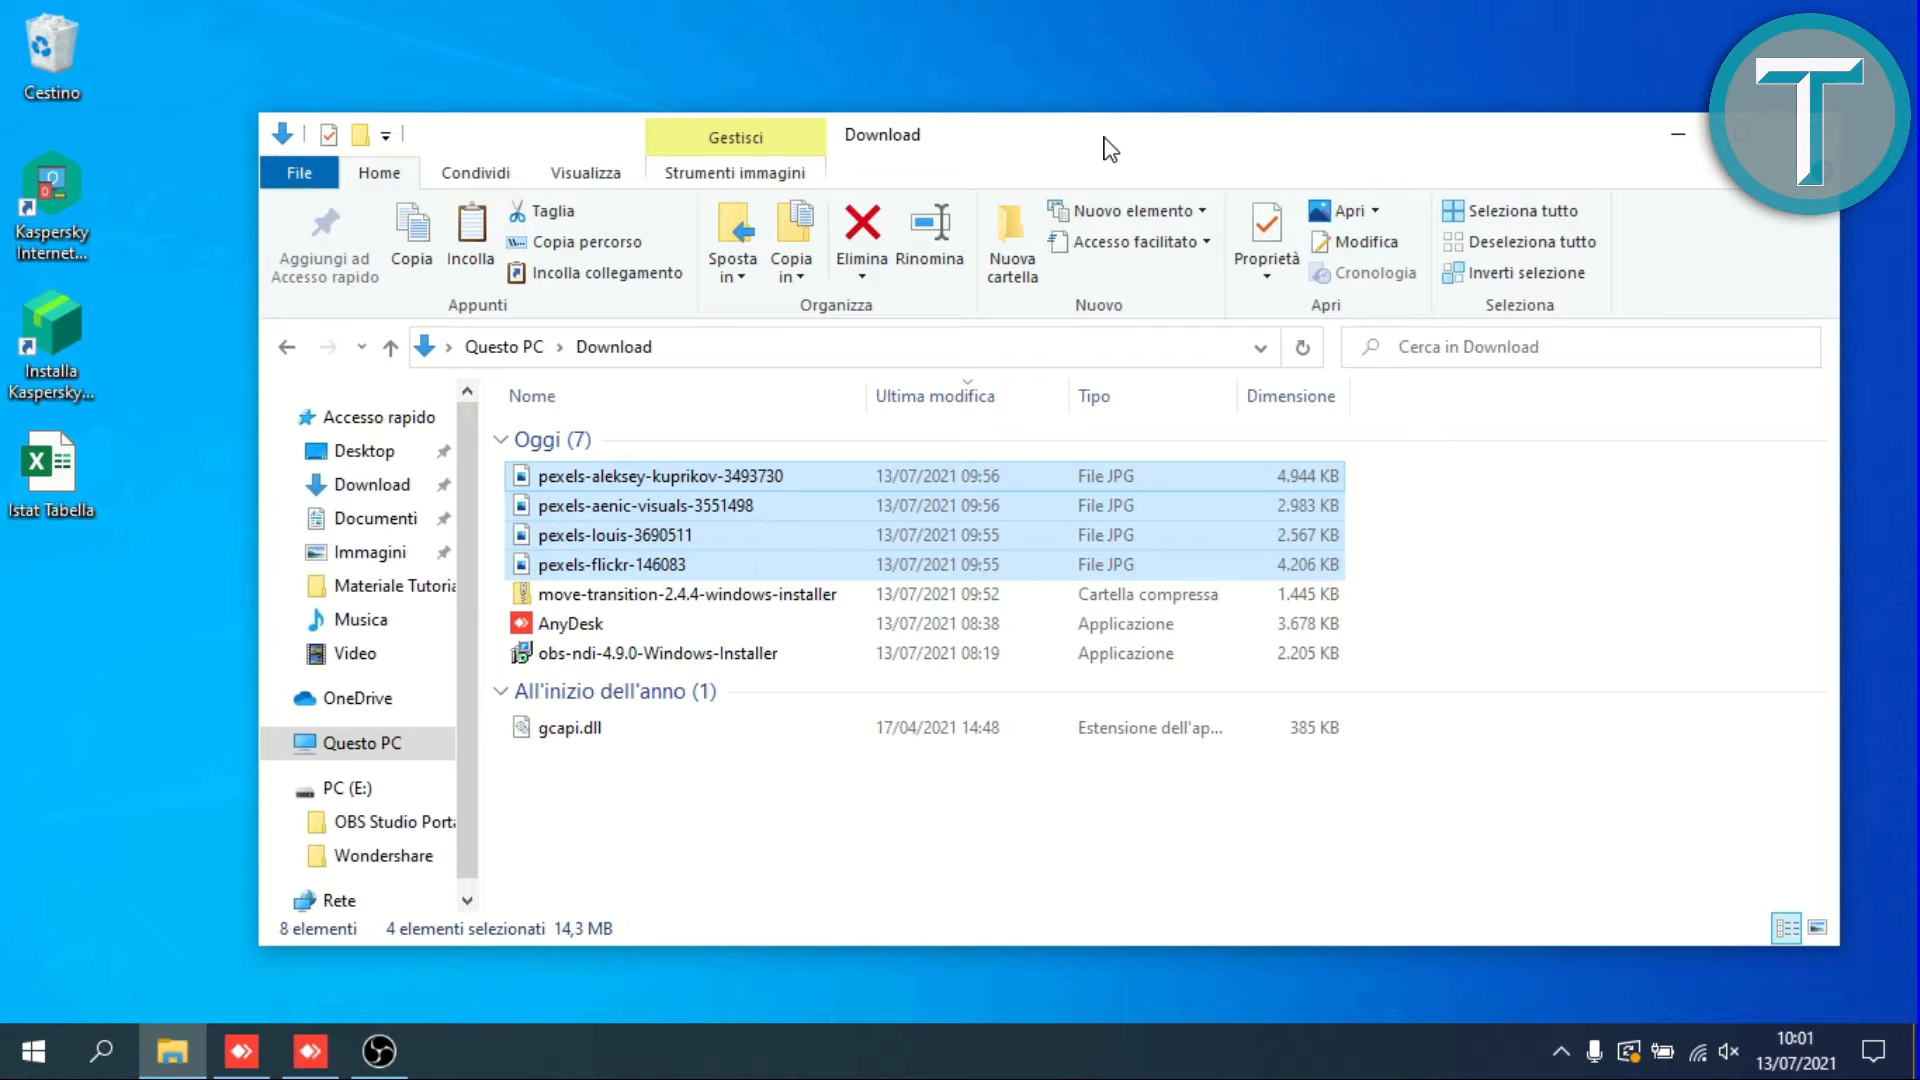 Cestino
Kaspersky
Internet...
Installa
Kaspersky...
Istat Tabella
T
Gestisci
Download
File
Home
Condividi
Visualizza
Strumenti immagini
Aggiungi ad
Accesso rapido
Copia
Incolla
Taglia
Copia percorso
Incolla collegamento
Appunti
Sposta
in
Copia
in
Elimina
Rinomina
Organizza
Nuova
cartella
Nuovo elemento
Accesso facilitato
Nuovo
Proprietà
Apri
Modifica
Cronologia
Apri
Seleziona tutto
Deseleziona tutto
Inverti selezione
Seleziona
Questo PC > Download
Cerca in Download
Accesso rapido
Desktop
Download
Documenti
Immagini
Materiale Tutoria
Musica
Video
OneDrive
Questo PC
PC (E:)
OBS Studio Porta
Wondershare
Rete
Nome Ultima modifica Tipo Dimensione
Oggi (7)
pexels-aleksey-kuprikov-3493730 13/07/2021 09:56 File JPG 4.944 KB
pexels-aenic-visuals-3551498 13/07/2021 09:56 File JPG 2.983 KB
pexels-louis-3690511 13/07/2021 09:55 File JPG 2.567 KB
pexels-flickr-146083 13/07/2021 09:55 File JPG 4.206 KB
move-transition-2.4.4-windows-installer 13/07/2021 09:52 Cartella compressa 1.445 KB
AnyDesk 13/07/2021 08:38 Applicazione 3.678 KB
obs-ndi-4.9.0-Windows-Installer 13/07/2021 08:19 Applicazione 2.205 KB
All'inizio dell'anno (1)
gcapi.dll 17/04/2021 14:48 Estensione dell'ap... 385 KB
8 elementi 4 elementi selezionati 14,3 MB
10:01
13/07/2021